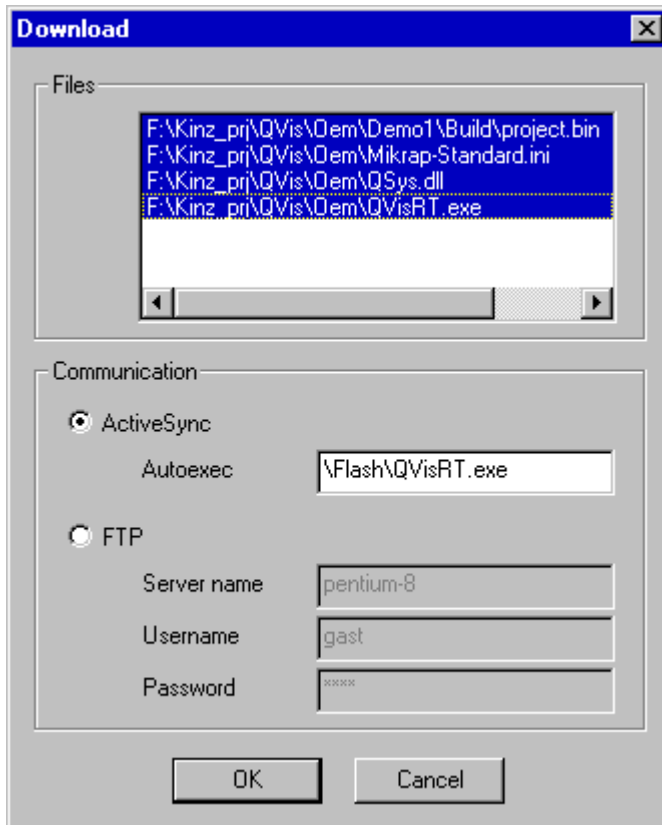 Download
Files
F:\Kinz_prj\QVis\Oem\Demo1\Build\project.bin
F:\Kinz_prj\QVis\Oem\Mikrap-Standard.ini
F:\Kinz_prj\QVis\Oem\QSys.dll
F:\Kinz_prj\QVis\Oem\QVisRT.exe
Communication
ActiveSync
Autoexec \Flash\QVisRT.exe
FTP
Server name pentium-8
Username gast
Password ****
OK Cancel